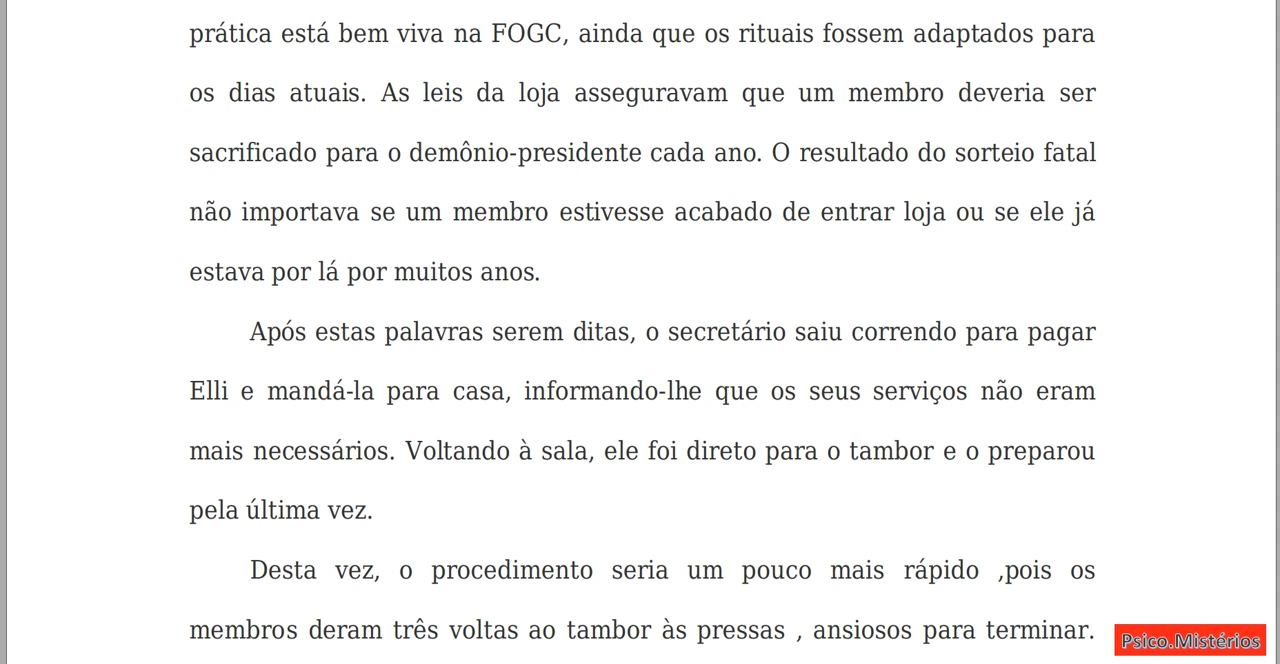 prática está bem viva na FOGC, ainda que os rituais fossem adaptados para
os dias atuais. As leis da loja asseguravam que um membro deveria ser
sacrificado para o demônio-presidente cada ano. O resultado do sorteio fatal
não importava se um membro estivesse acabado de entrar loja ou se ele já
estava por lá por muitos anos.
Após estas palavras serem ditas, o secretário saiu correndo para pagar
Elli e mandá-la para casa, informando-lhe que os seus serviços não eram
mais necessários. Voltando à sala, ele foi direto para o tambor e o preparou
pela última vez.
Desta vez, o procedimento seria um pouco mais rápido ,pois os
membros deram três voltas ao tambor às pressas , ansiosos para terminar.
Psico.Mistérios